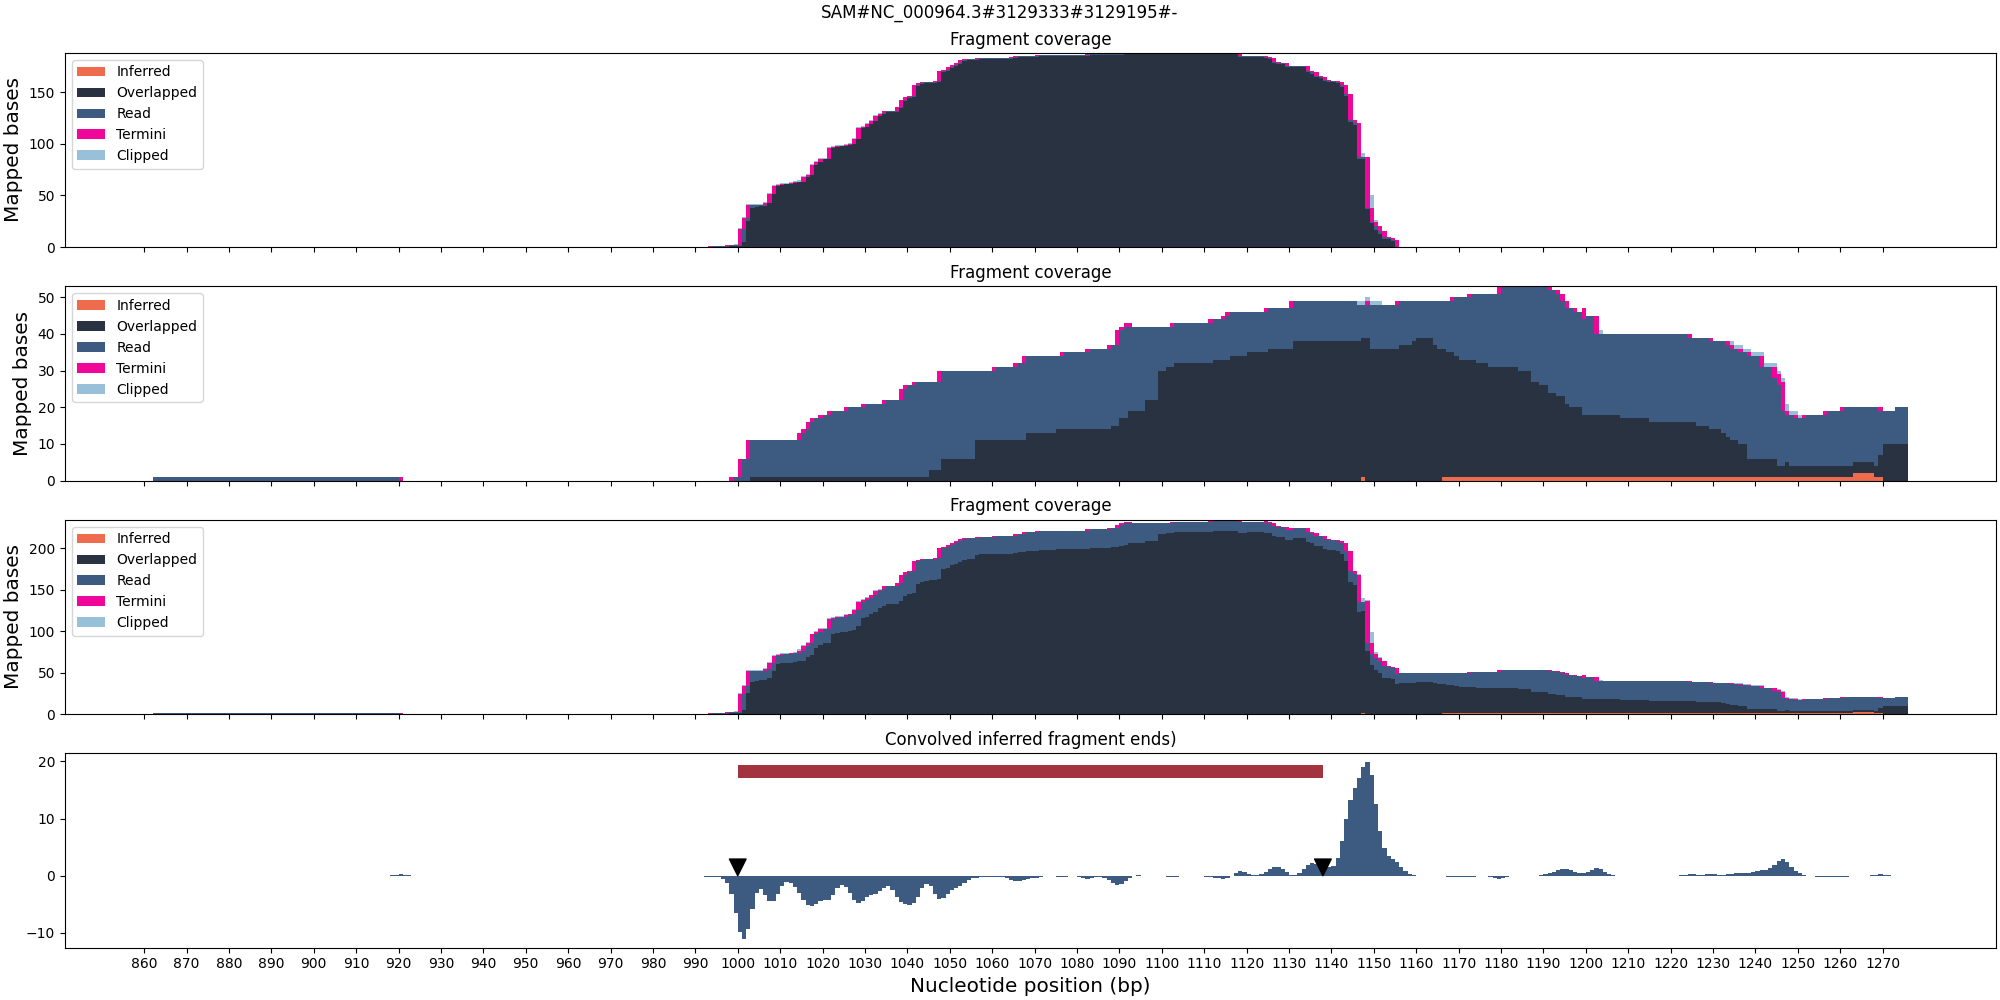 SAM#NC_000964.3#3129333#3129195#-
Fragment coverage
Mapped bases
150
100
50
0
Inferred
Overlapped
Read
Termini
Clipped
Fragment coverage
Mapped bases
50
40
30
20
10
0
Inferred
Overlapped
Read
Termini
Clipped
Fragment coverage
Mapped bases
200
150
100
50
0
Inferred
Overlapped
Read
Termini
Clipped
Convolved inferred fragment ends)
20
10
0
−10
860 870 880 890 900 910 920 930 940 950 960 970 980 990 1000 1010 1020 1030 1040 1050 1060 1070 1080 1090 1100 1110 1120 1130 1140 1150 1160 1170 1180 1190 1200 1210 1220 1230 1240 1250 1260 1270
Nucleotide position (bp)